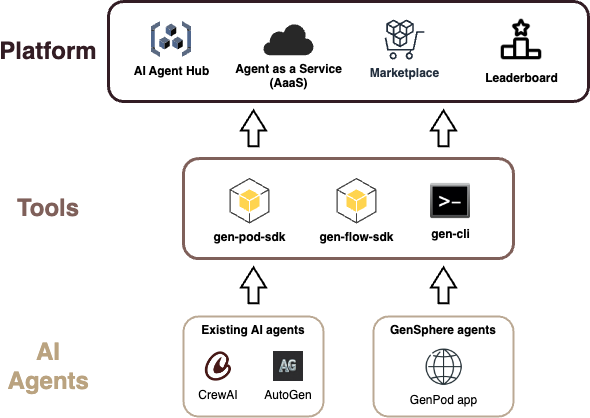 Platform
AI Agent Hub
Agent as a Service
(AaaS)
Marketplace
Leaderboard
Tools
gen-pod-sdk
gen-flow-sdk
>-
gen-cli
AI
Agents
Existing AI agents
CrewAI
AG
AutoGen
GenSphere agents
GenPod app